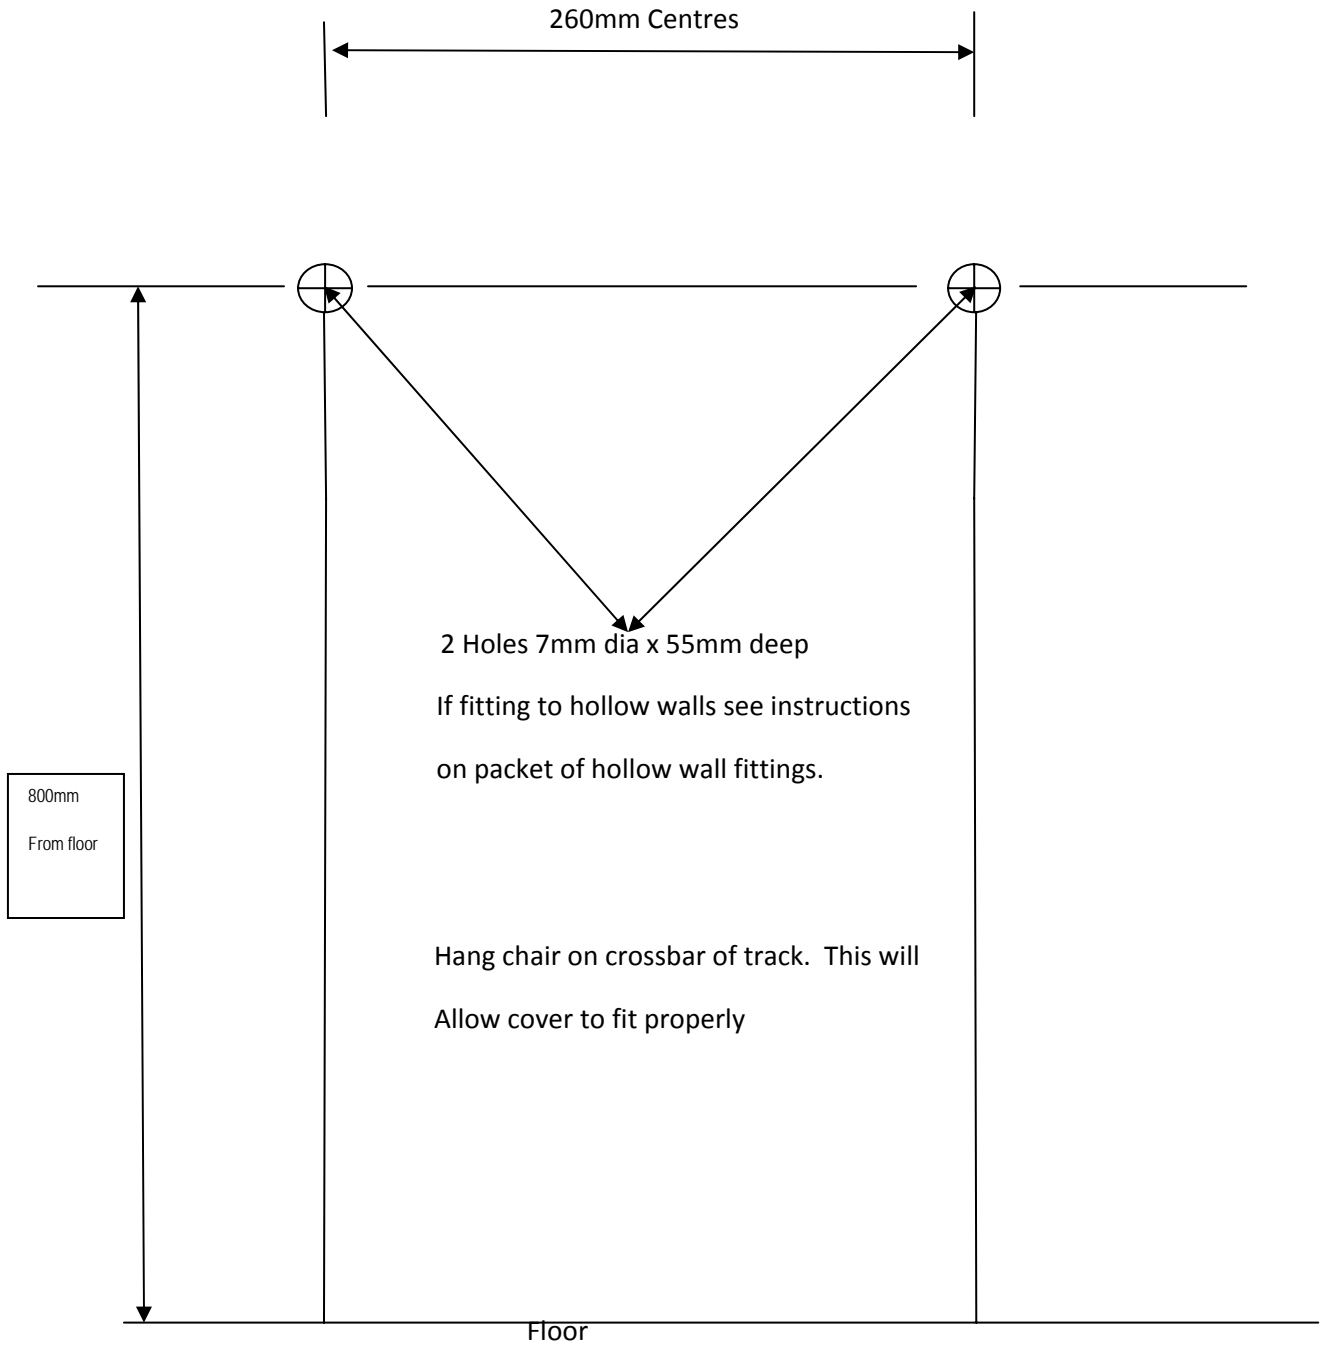 260mm Centres
2 Holes 7mm dia x 55mm deep
If fitting to hollow walls see instructions
on packet of hollow wall fittings.
800mm
From floor
Hang chair on crossbar of track.  This will
Allow cover to fit properly
Floor